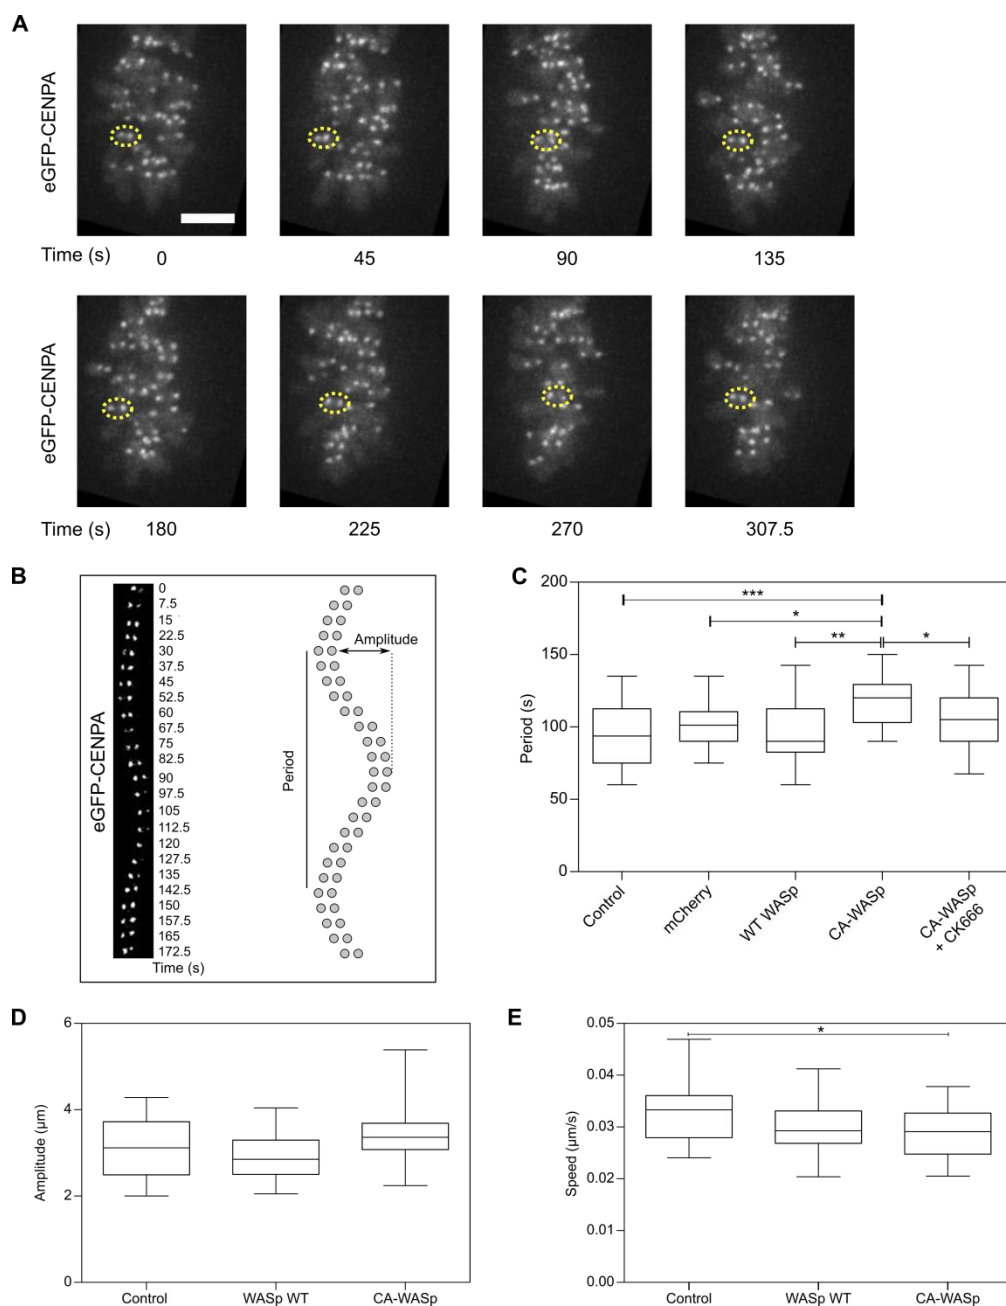 A
eGFP-CENPA
Time (s) 0 45 90 135
eGFP-CENPA
Time (s) 180 225 270 307.5
B
eGFP-CENPA
0
7.5
15
22.5
30
37.5
45
52.5
60
67.5
75
82.5
90
97.5
105
112.5
120
127.5
135
142.5
150
157.5
165
172.5
Time (s)
Amplitude
Period
C
Period (s)
200
150
100
50
0
***
*
** *
Control
mCherry
WT WASp
CA-WASp
CA-WASp
+ CK666
D
Amplitude (µm)
6
4
2
0
Control WASp WT CA-WASp
E
Speed (µm/s)
0.05
0.04
0.03
0.02
0.01
0.00
*
Control WASp WT CA-WASp